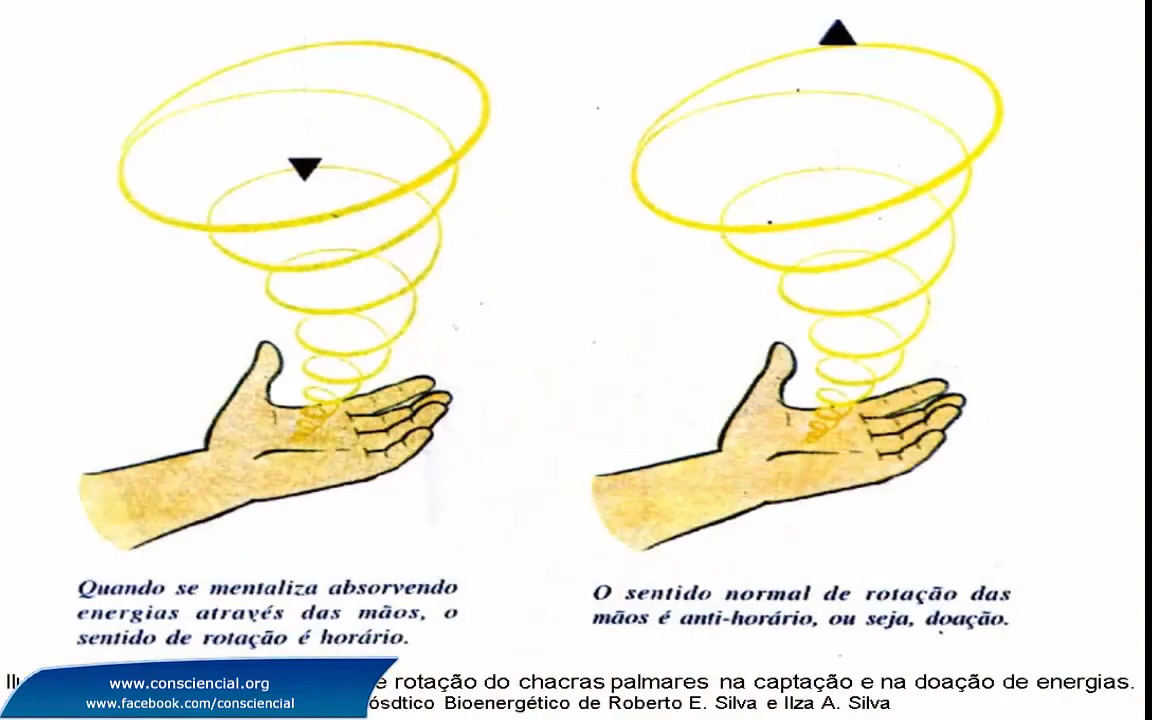 Quando se mentaliza absorvendo
energias através das mãos, o
sentido de rotação é horário.
O sentido normal de rotação das
mãos é anti-horário, ou seja, doação.
rotação do chacras palmares na captação e na doação de energias.
Bioenergético de Roberto E. Silva e Ilza A. Silva
www.consciencial.org
www.facebook.com/consciencial